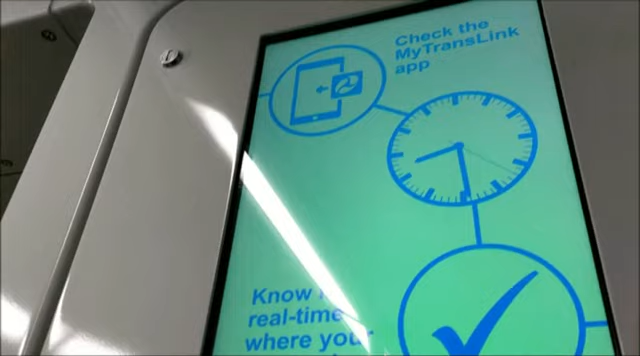 Check the
MyTransLink
app
Know
real-time
where your